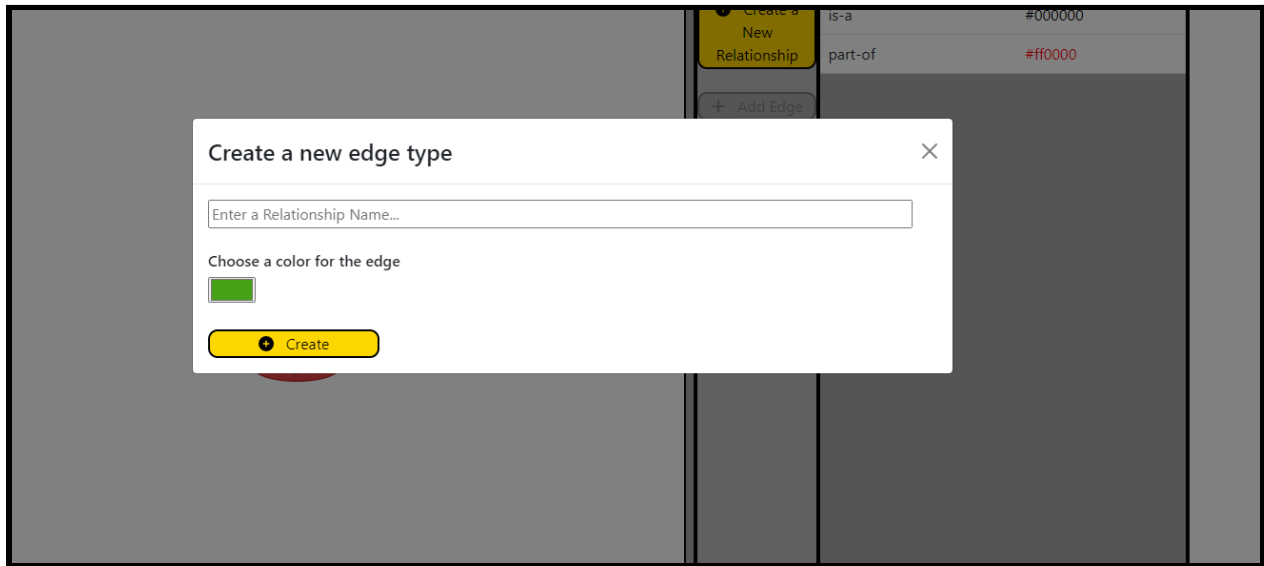 Create a
New
Relationship
is-a #000000
part-of #ff0000
+ Add Edge
Create a new edge type
Enter a Relationship Name...
Choose a color for the edge
Create